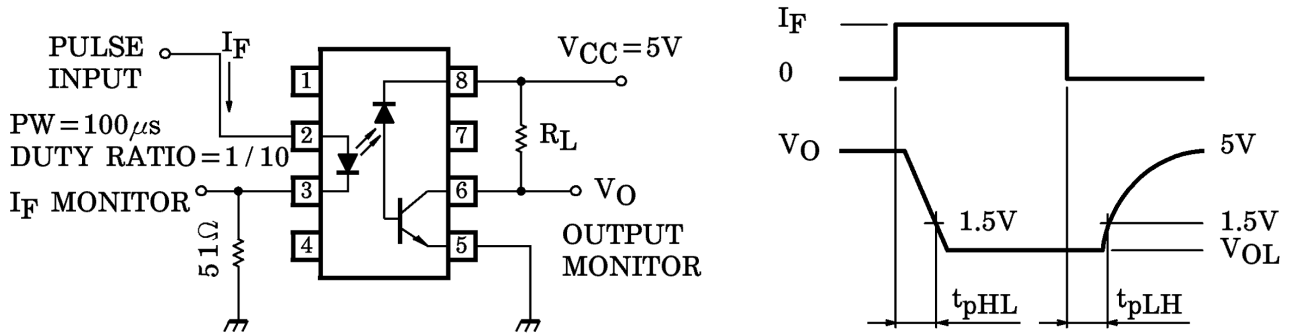 PULSE
INPUT
IF
VCC=5V
1
8
PW=100μs
DUTY RATIO=1/10
2
7
RL
IF MONITOR
3
6
VO
51Ω
4
5
OUTPUT
MONITOR
IF
0
VO
5V
1.5V
1.5V
VOL
tpHL
tpLH